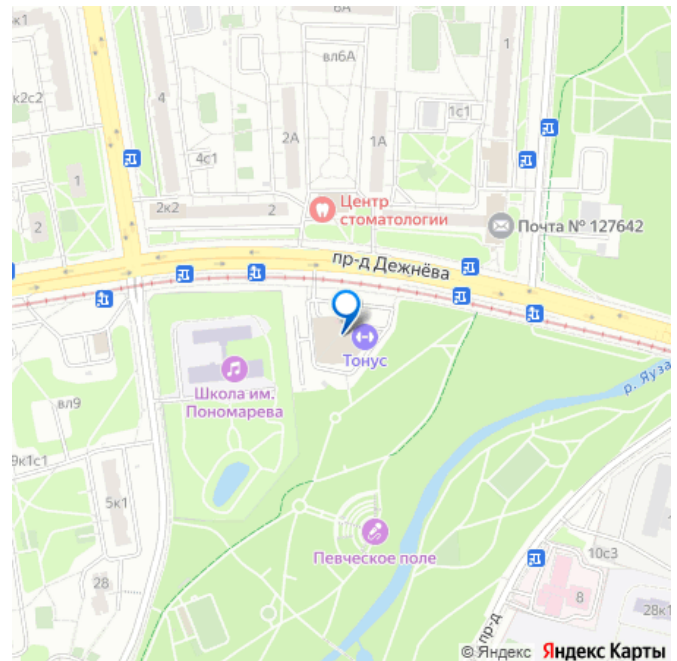 6А
к1
вл6А
1
к2с2
4
1с1
2А
1А
4с1
1
2к2
2
Центр
стоматологии
2
Почта № 127642
пр-д Дежнёва
Тонус
Школа им.
Пономарева
р. Яуза
вл9
9к1с1
5к1
Певческое поле
10с3
28
8
28к1
пр-д
© Яндекс Яндекс Карты